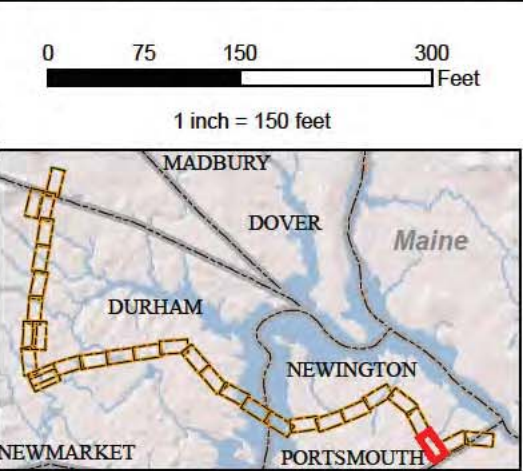 0 75 150 300
Feet
1 inch = 150 feet
MADBURY
DOVER
Maine
DURHAM
NEWINGTON
NEWMARKET
PORTSMOUTH